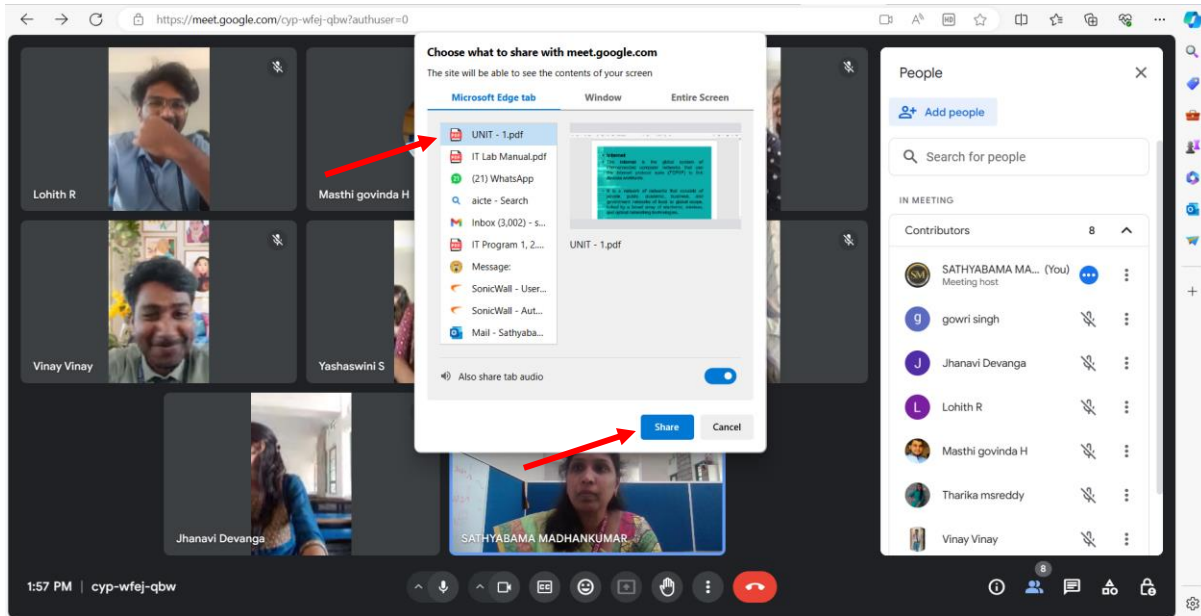 https://meet.google.com/cyp-wfej-qbw?authuser=0
Choose what to share with meet.google.com
The site will be able to see the contents of your screen
Microsoft Edge tab
Window
Entire Screen
UNIT - 1.pdf
IT Lab Manual.pdf
(21) WhatsApp
aicte - Search
Inbox (3,002) - s...
IT Program 1, 2....
Message:
SonicWall - User...
SonicWall - Aut...
Mail - Sathyaba...
Internet
UNIT - 1.pdf
Also share tab audio
Share
Cancel
Lohith R
Masthi govinda H
Vinay Vinay
Yashaswini S
Jhanavi Devanga
SATHYABAMA MADHANKUMAR
People
Add people
Search for people
IN MEETING
Contributors 8
SM
SATHYABAMA MA... (You)
Meeting host
g
gowri singh
J
Jhanavi Devanga
L
Lohith R
Masthi govinda H
Tharika msreddy
Vinay Vinay
1:57 PM | cyp-wfej-qbw
CC
8